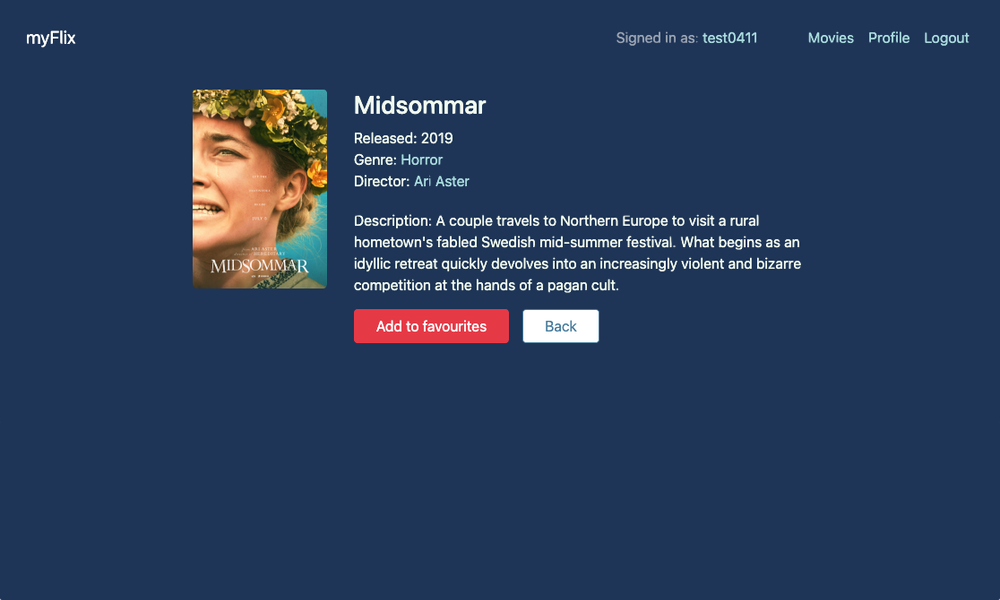 myFlix
Signed in as: test0411
Movies Profile Logout
Midsommar
Released: 2019
Genre: Horror
Director: Ari Aster
Description: A couple travels to Northern Europe to visit a rural
hometown's fabled Swedish mid-summer festival. What begins as an
idyllic retreat quickly devolves into an increasingly violent and bizarre
competition at the hands of a pagan cult.
MIDSOMMAR
Add to favourites
Back